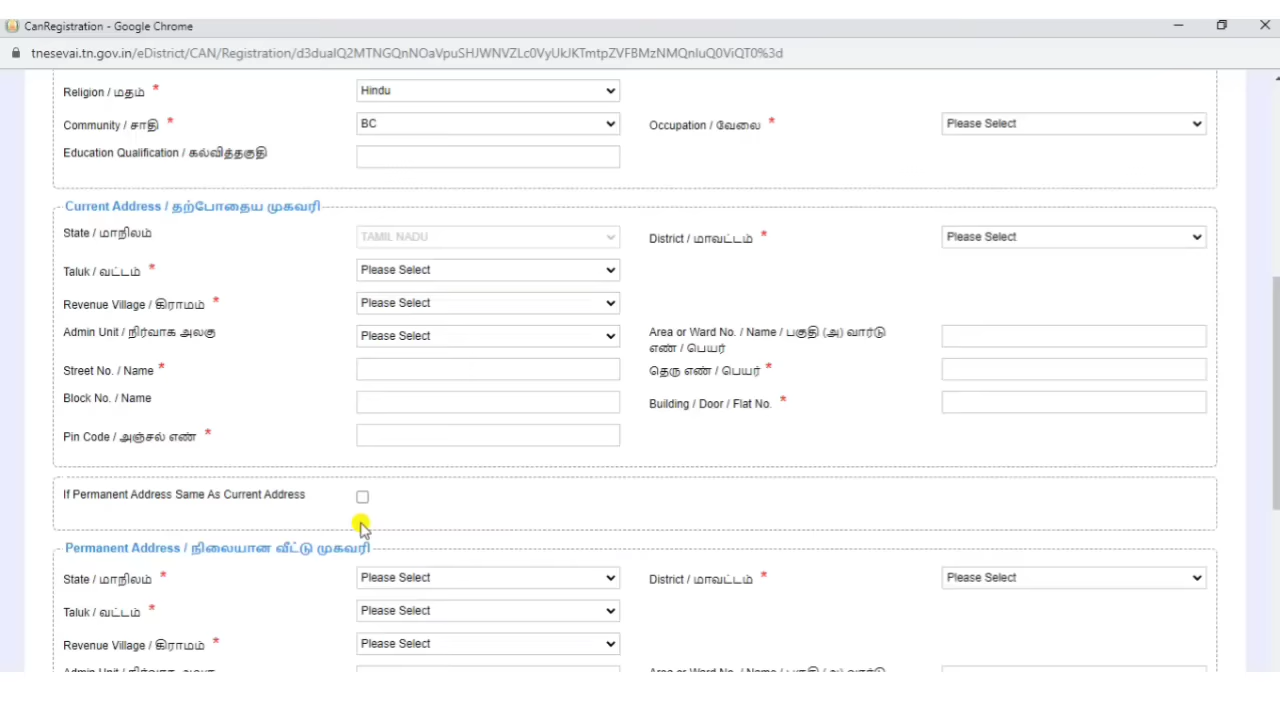 CanRegistration - Google Chrome
tnesevai.tn.gov.in/eDistrict/CAN/Registration/
Religion / மதம் * Hindu
Community / சாதி * BC Occupation / வேலை * Please Select
Education Qualification / கல்வித்தகுதி
Current Address / தற்போதைய முகவரி
State / மாநிலம் TAMIL NADU District / மாவட்டம் * Please Select
Taluk / வட்டம் * Please Select
Revenue Village / கிராமம் * Please Select
Admin Unit / நிர்வாக அலகு Please Select Area or Ward No. / Name / பகுதி (அ) வார்டு
எண் / பெயர்
Street No. / Name * தெரு எண் / பெயர் *
Block No. / Name Building / Door / Flat No. *
Pin Code / அஞ்சல் எண் *
If Permanent Address Same As Current Address
Permanent Address / நிலையான வீட்டு முகவரி
State / மாநிலம் * Please Select District / மாவட்டம் * Please Select
Taluk / வட்டம் * Please Select
Revenue Village / கிராமம் * Please Select